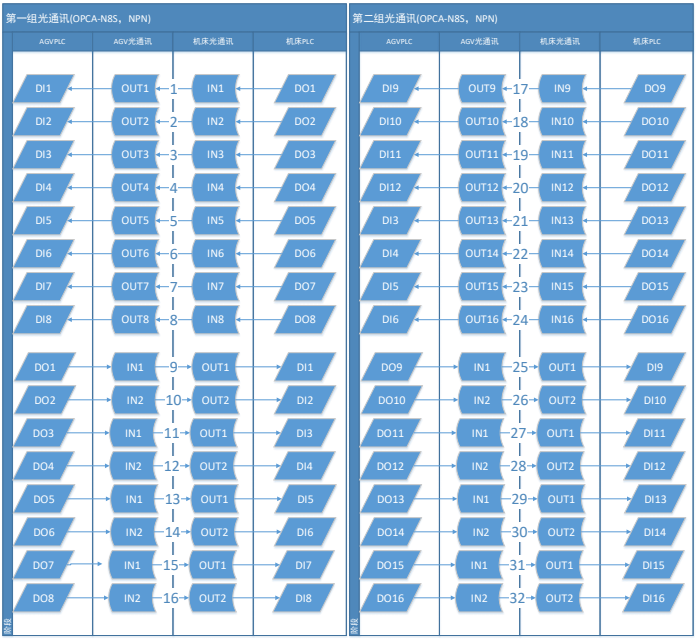 第一组光通讯(OPCA-N8S，NPN)
第二组光通讯(OPCA-N8S，NPN)
AGVPLC AGV光通讯 机床光通讯 机床PLC
AGVPLC AGV光通讯 机床光通讯 机床PLC
DI1 OUT1 1 IN1 DO1
DI2 OUT2 2 IN2 DO2
DI3 OUT3 3 IN3 DO3
DI4 OUT4 4 IN4 DO4
DI5 OUT5 5 IN5 DO5
DI6 OUT6 6 IN6 DO6
DI7 OUT7 7 IN7 DO7
DI8 OUT8 8 IN8 DO8
DO1 IN1 9 OUT1 DI1
DO2 IN2 10 OUT2 DI2
DO3 IN1 11 OUT1 DI3
DO4 IN2 12 OUT2 DI4
DO5 IN1 13 OUT1 DI5
DO6 IN2 14 OUT2 DI6
DO7 IN1 15 OUT1 DI7
DO8 IN2 16 OUT2 DI8
阶段
DI9 OUT9 17 IN9 DO9
DI10 OUT10 18 IN10 DO10
DI11 OUT11 19 IN11 DO11
DI12 OUT12 20 IN12 DO12
DI3 OUT13 21 IN13 DO13
DI4 OUT14 22 IN14 DO14
DI5 OUT15 23 IN15 DO15
DI6 OUT16 24 IN16 DO16
DO9 IN1 25 OUT1 DI9
DO10 IN2 26 OUT2 DI10
DO11 IN1 27 OUT1 DI11
DO12 IN2 28 OUT2 DI12
DO13 IN1 29 OUT1 DI13
DO14 IN2 30 OUT2 DI14
DO15 IN1 31 OUT1 DI15
DO16 IN2 32 OUT2 DI16
阶段